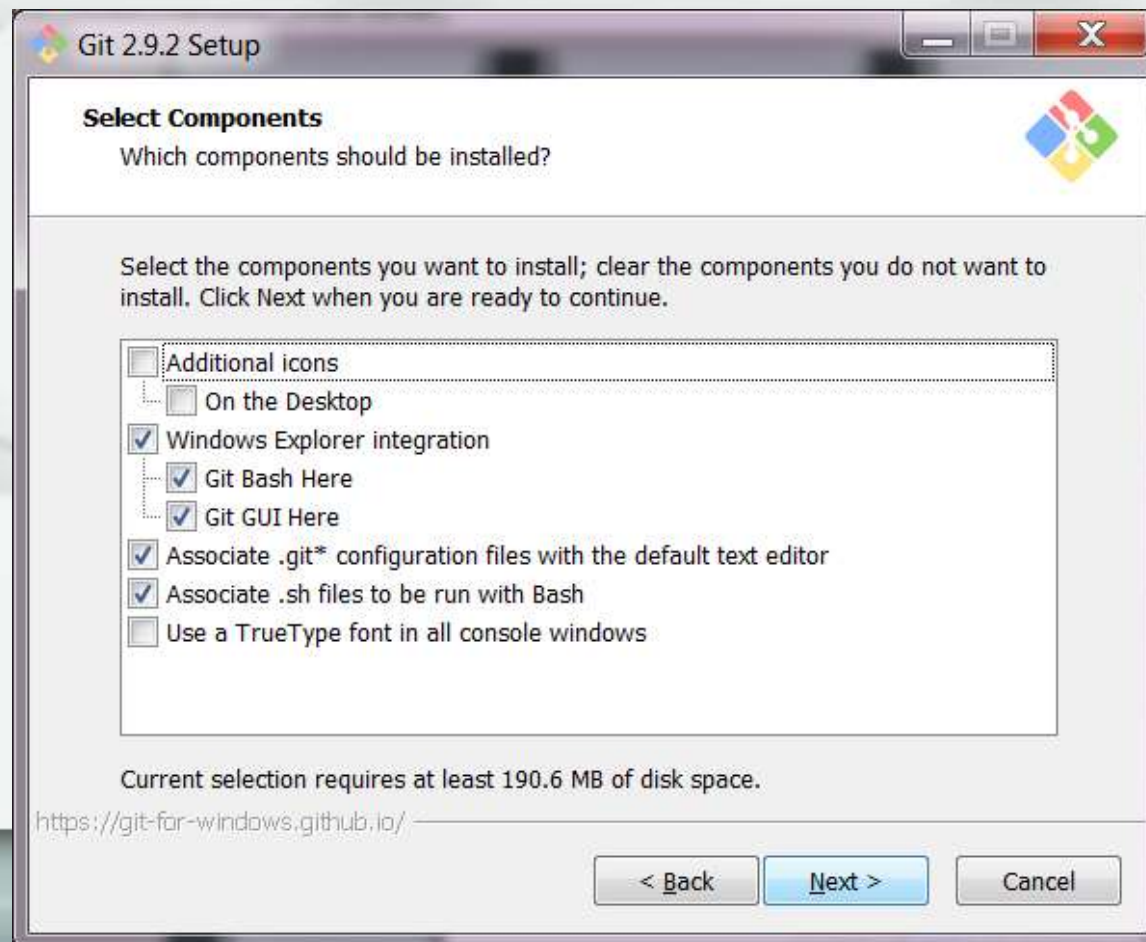 Git 2.9.2 Setup
Select Components
Which components should be installed?
Select the components you want to install; clear the components you do not want to
install. Click Next when you are ready to continue.
Additional icons
On the Desktop
Windows Explorer integration
Git Bash Here
Git GUI Here
Associate .git* configuration files with the default text editor
Associate .sh files to be run with Bash
Use a TrueType font in all console windows
Current selection requires at least 190.6 MB of disk space.
https://git-for-windows.github.io/
< Back Next > Cancel